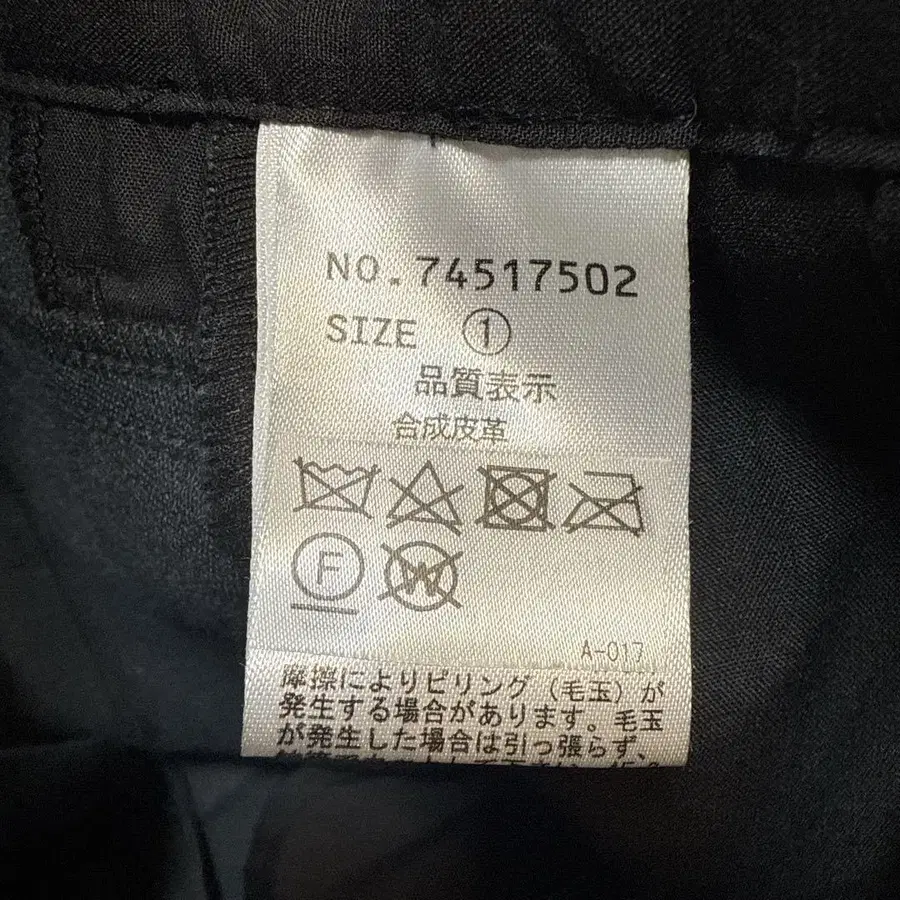 NO.74517502
SIZE ①
品質表示
合成皮革
F W
A-017
摩擦によりピリング（毛玉）が
発生する場合があります。毛玉
が発生した場合は引っ張らず、